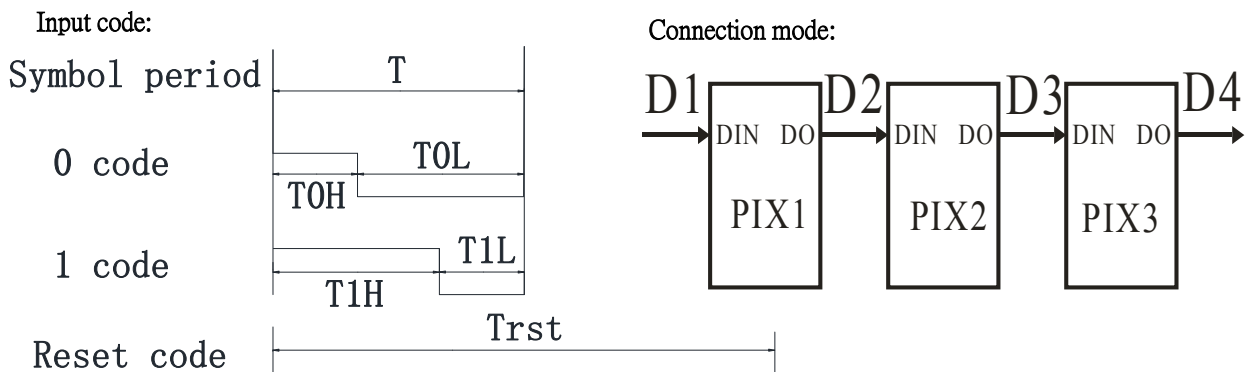 Input code:
Symbol period
T
0 code
T0H
T0L
1 code
T1H
T1L
Reset code
Trst
Connection mode:
D1
DIN DO
PIX1
D2
DIN DO
PIX2
D3
DIN DO
PIX3
D4